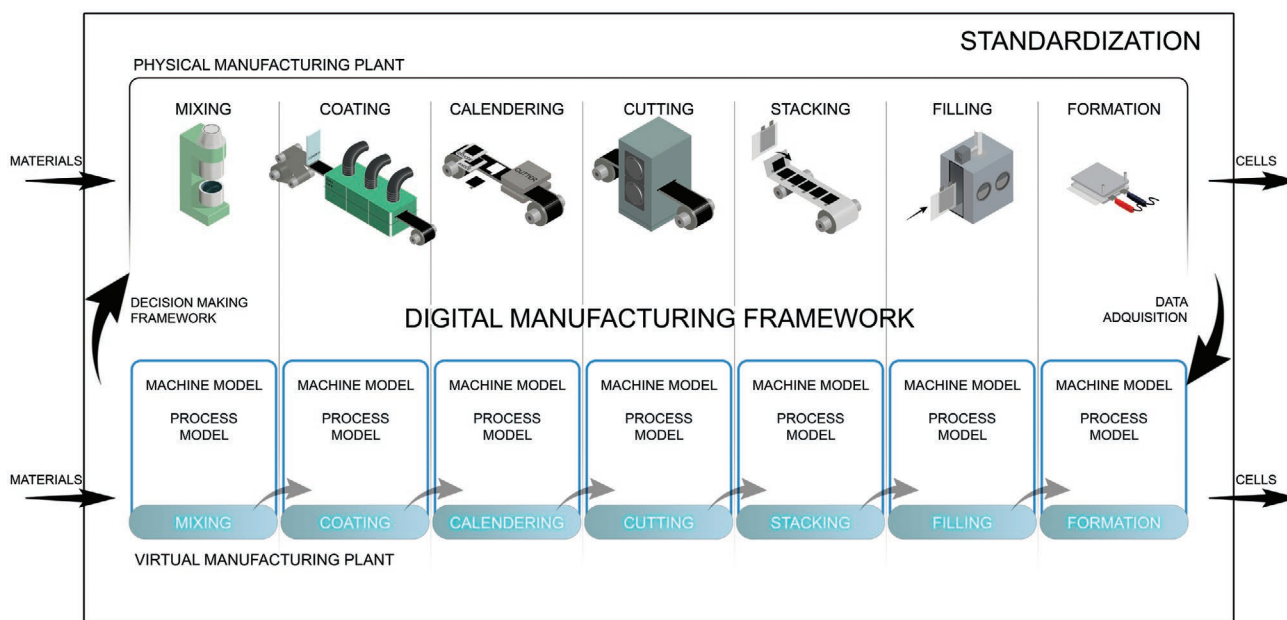 STANDARDIZATION
PHYSICAL MANUFACTURING PLANT
MIXING
COATING
CALENDERING
CUTTING
STACKING
FILLING
FORMATION
MATERIALS
CUTTER
CELLS
DECISION MAKING
FRAMEWORK
DIGITAL MANUFACTURING FRAMEWORK
DATA
ADQUISITION
MACHINE MODEL
PROCESS
MODEL
MACHINE MODEL
PROCESS
MODEL
MACHINE MODEL
PROCESS
MODEL
MACHINE MODEL
PROCESS
MODEL
MACHINE MODEL
PROCESS
MODEL
MACHINE MODEL
PROCESS
MODEL
MACHINE MODEL
PROCESS
MODEL
MATERIALS
CELLS
MIXING
COATING
CALENDERING
CUTTING
STACKING
FILLING
FORMATION
VIRTUAL MANUFACTURING PLANT